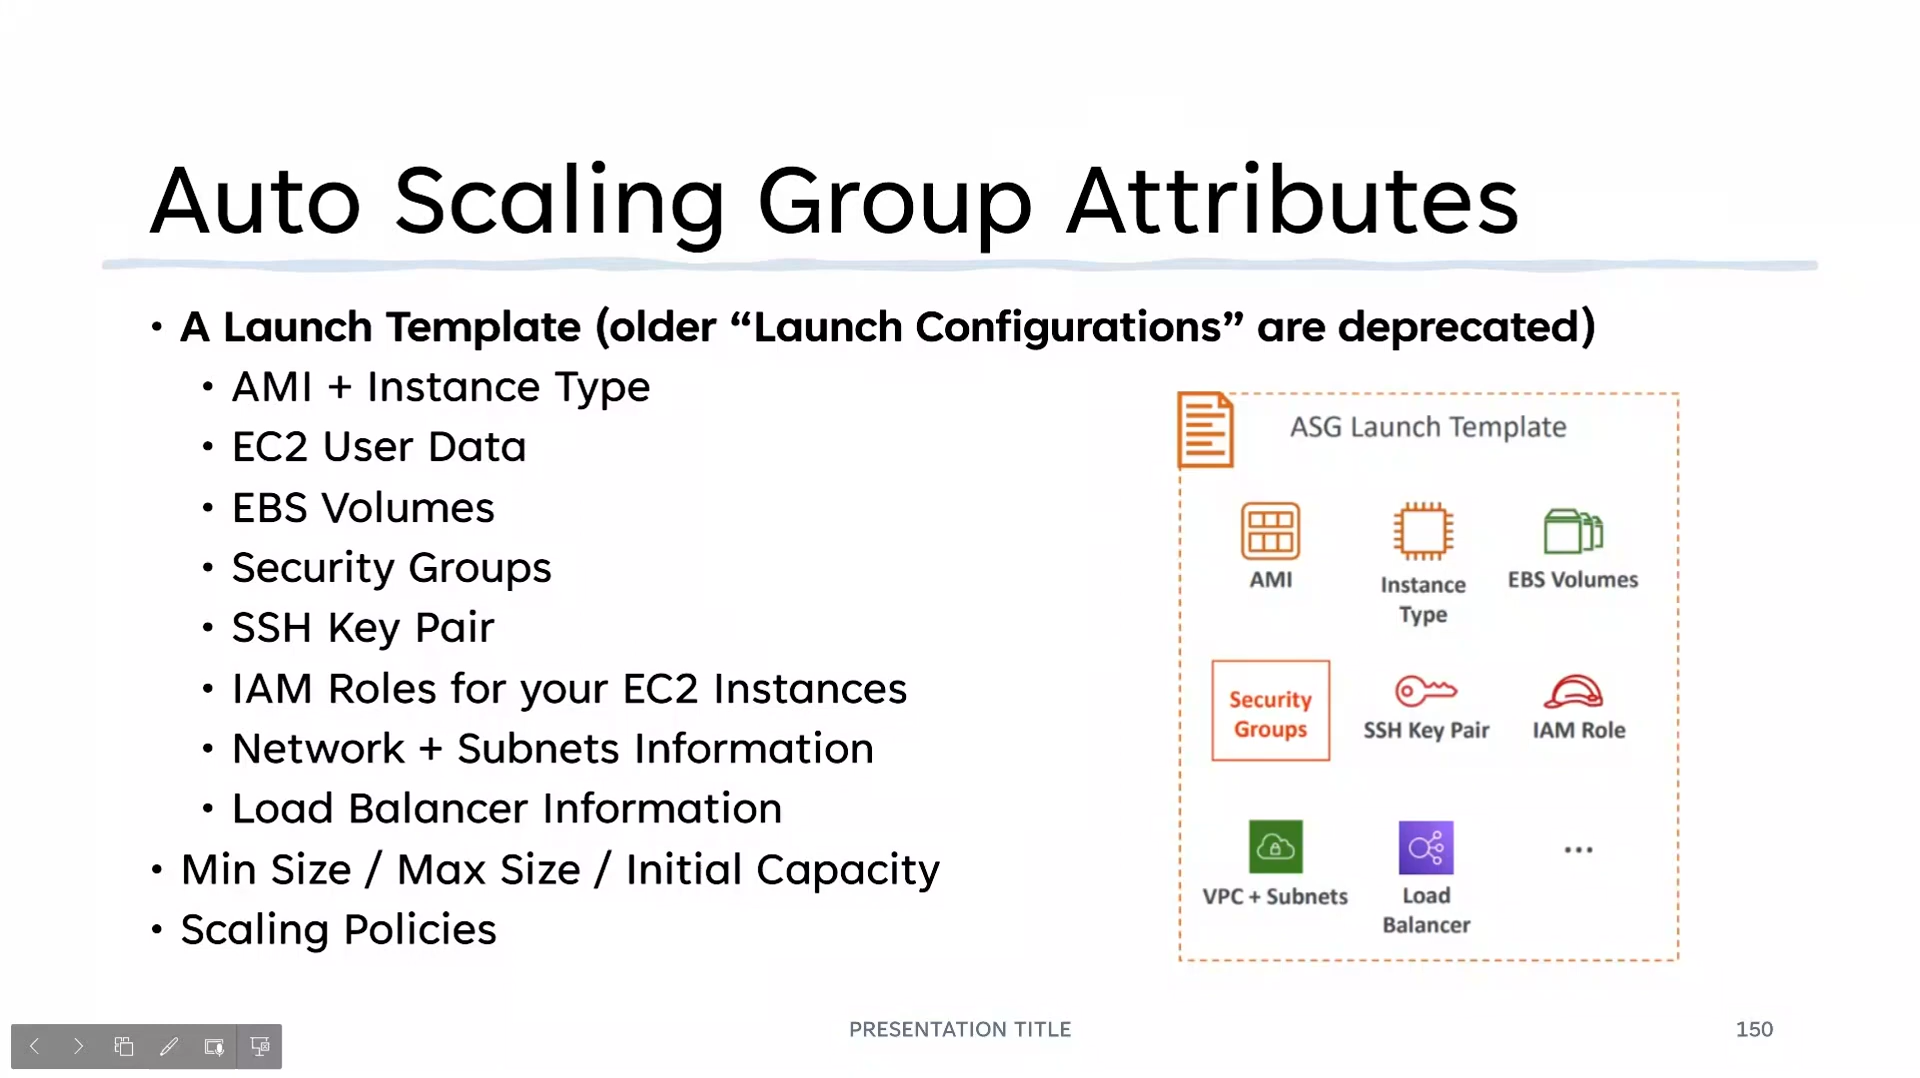 Auto Scaling Group Attributes
• A Launch Template (older “Launch Configurations” are deprecated)
• AMI + Instance Type
• EC2 User Data
• EBS Volumes
• Security Groups
• SSH Key Pair
• IAM Roles for your EC2 Instances
• Network + Subnets Information
• Load Balancer Information
• Min Size / Max Size / Initial Capacity
• Scaling Policies
ASG Launch Template
AMI
Instance
Type
EBS Volumes
Security
Groups
SSH Key Pair
IAM Role
VPC + Subnets
Load
Balancer
...
PRESENTATION TITLE
150